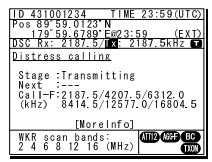 ID 431001234 TIME 23:59(UTC)
Pos 89°59.0123'N
179°59.6789'E@23:59 (EXT)
DSC Rx: 2187.5/Tx: 2187.5kHz T
Distress calling
Stage :Transmitting
Next :---
Call-F:2187.5/4207.5/6312.0
(kHz) 8414.5/12577.0/16804.5
[MoreInfo]
WKR scan bands: ATT12 AGC-F BC
2 4 6 8 12 16 (MHz) TXON